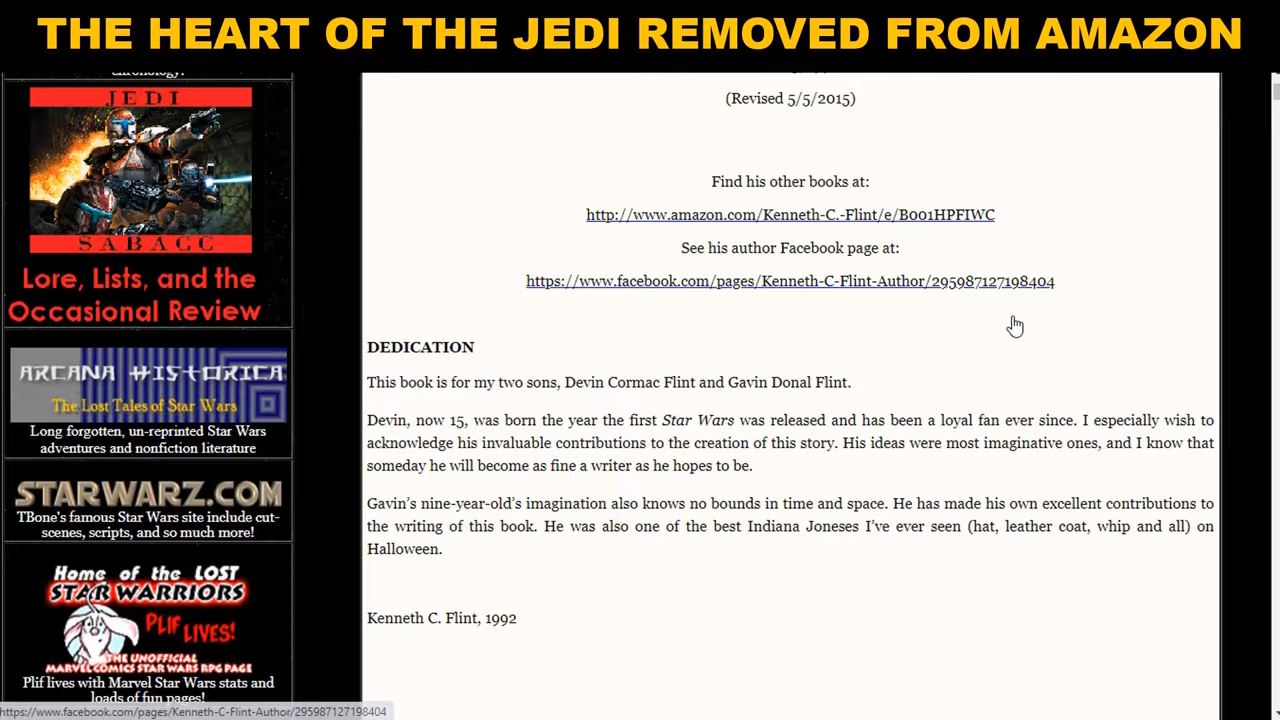 THE HEART OF THE JEDI REMOVED FROM AMAZON
chronology.
JEDI
SABACC
Lore, Lists, and the
Occasional Review
ARCANA HISTORICA
The Lost Tales of Star Wars
Long forgotten, un-reprinted Star Wars
adventures and nonfiction literature
STARWARZ.COM
TBone's famous Star Wars site include cut-
scenes, scripts, and so much more!
Home of the LOST
STAR WARRIORS
PLIF LIVES!
THE UNOFFICIAL
MARVEL COMICS STAR WARS RPG PAGE
Plif lives with Marvel Star Wars stats and
loads of fun pages!
(Revised 5/5/2015)
Find his other books at:
http://www.amazon.com/Kenneth-C.-Flint/e/B001HPFIWC
See his author Facebook page at:
https://www.facebook.com/pages/Kenneth-C-Flint-Author/295987127198404
DEDICATION
This book is for my two sons, Devin Cormac Flint and Gavin Donal Flint.
Devin, now 15, was born the year the first Star Wars was released and has been a loyal fan ever since. I especially wish to
acknowledge his invaluable contributions to the creation of this story. His ideas were most imaginative ones, and I know that
someday he will become as fine a writer as he hopes to be.
Gavin's nine-year-old's imagination also knows no bounds in time and space. He has made his own excellent contributions to
the writing of this book. He was also one of the best Indiana Joneses I've ever seen (hat, leather coat, whip and all) on
Halloween.
Kenneth C. Flint, 1992
https://www.facebook.com/pages/Kenneth-C-Flint-Author/295987127198404